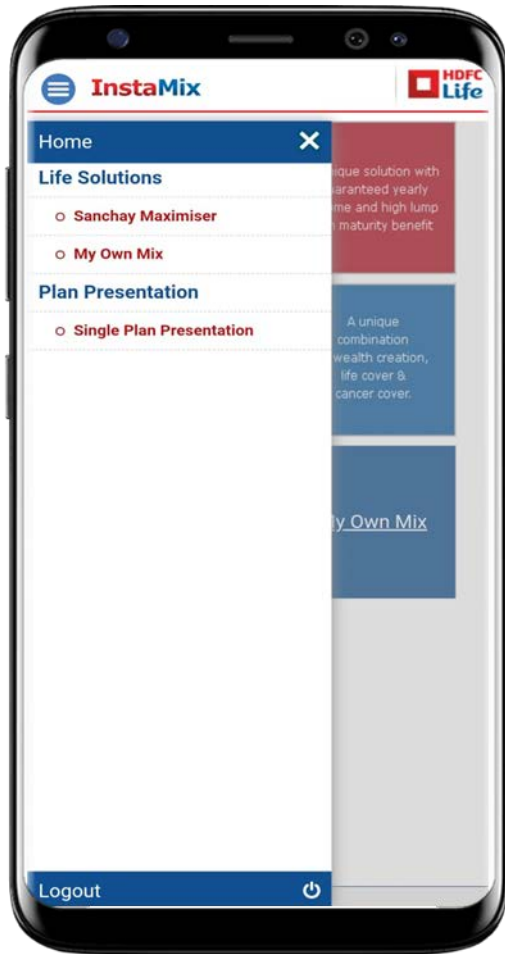 InstaMix
HDFC
Life
Home
Life Solutions
Sanchay Maximiser
My Own Mix
Plan Presentation
Single Plan Presentation
Logout
ique solution with
aranteed yearly
me and high lump
maturity benefit
A unique
combination
wealth creation,
life cover &
cancer cover.
y Own Mix